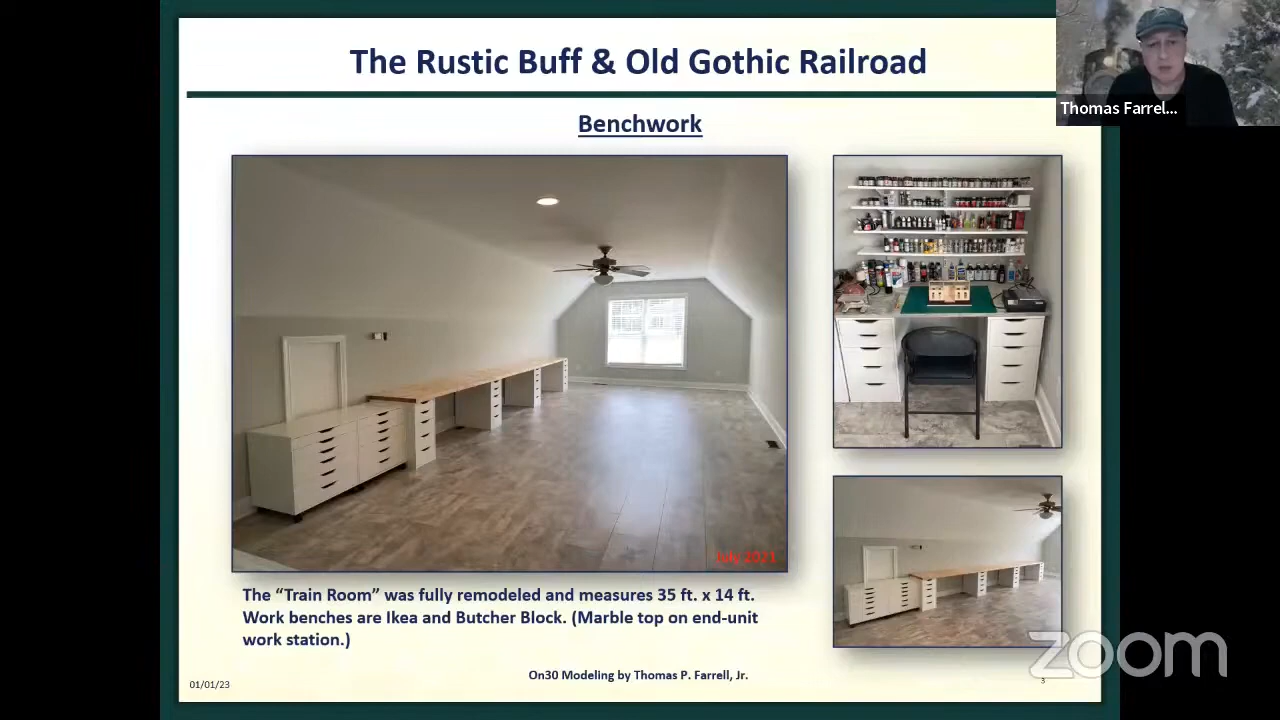 The Rustic Buff & Old Gothic Railroad
Thomas Farrel...
Benchwork
July 2021
The “Train Room” was fully remodeled and measures 35 ft. x 14 ft.
Work benches are Ikea and Butcher Block. (Marble top on end-unit
work station.)
On30 Modeling by Thomas P. Farrell, Jr.
01/01/23
3
zoom